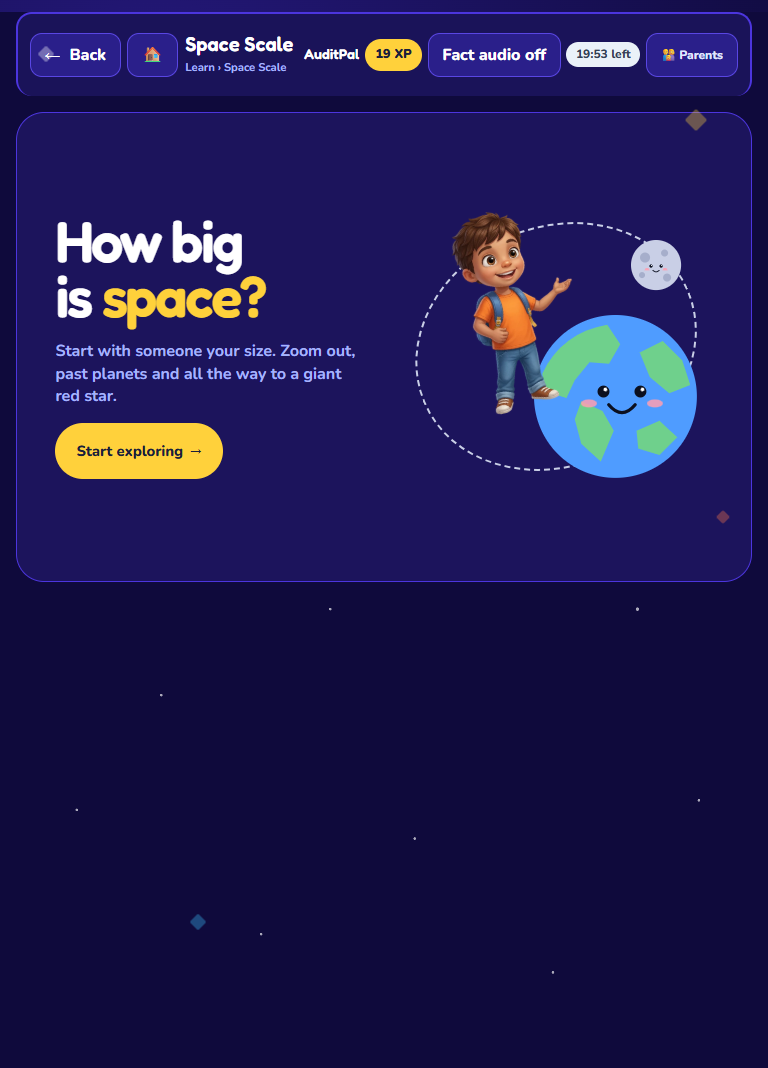 ← Back
Space Scale
Learn › Space Scale
AuditPal
19 XP
Fact audio off
19:53 left
Parents
How big
is space?
Start with someone your size. Zoom out,
past planets and all the way to a giant
red star.
Start exploring →